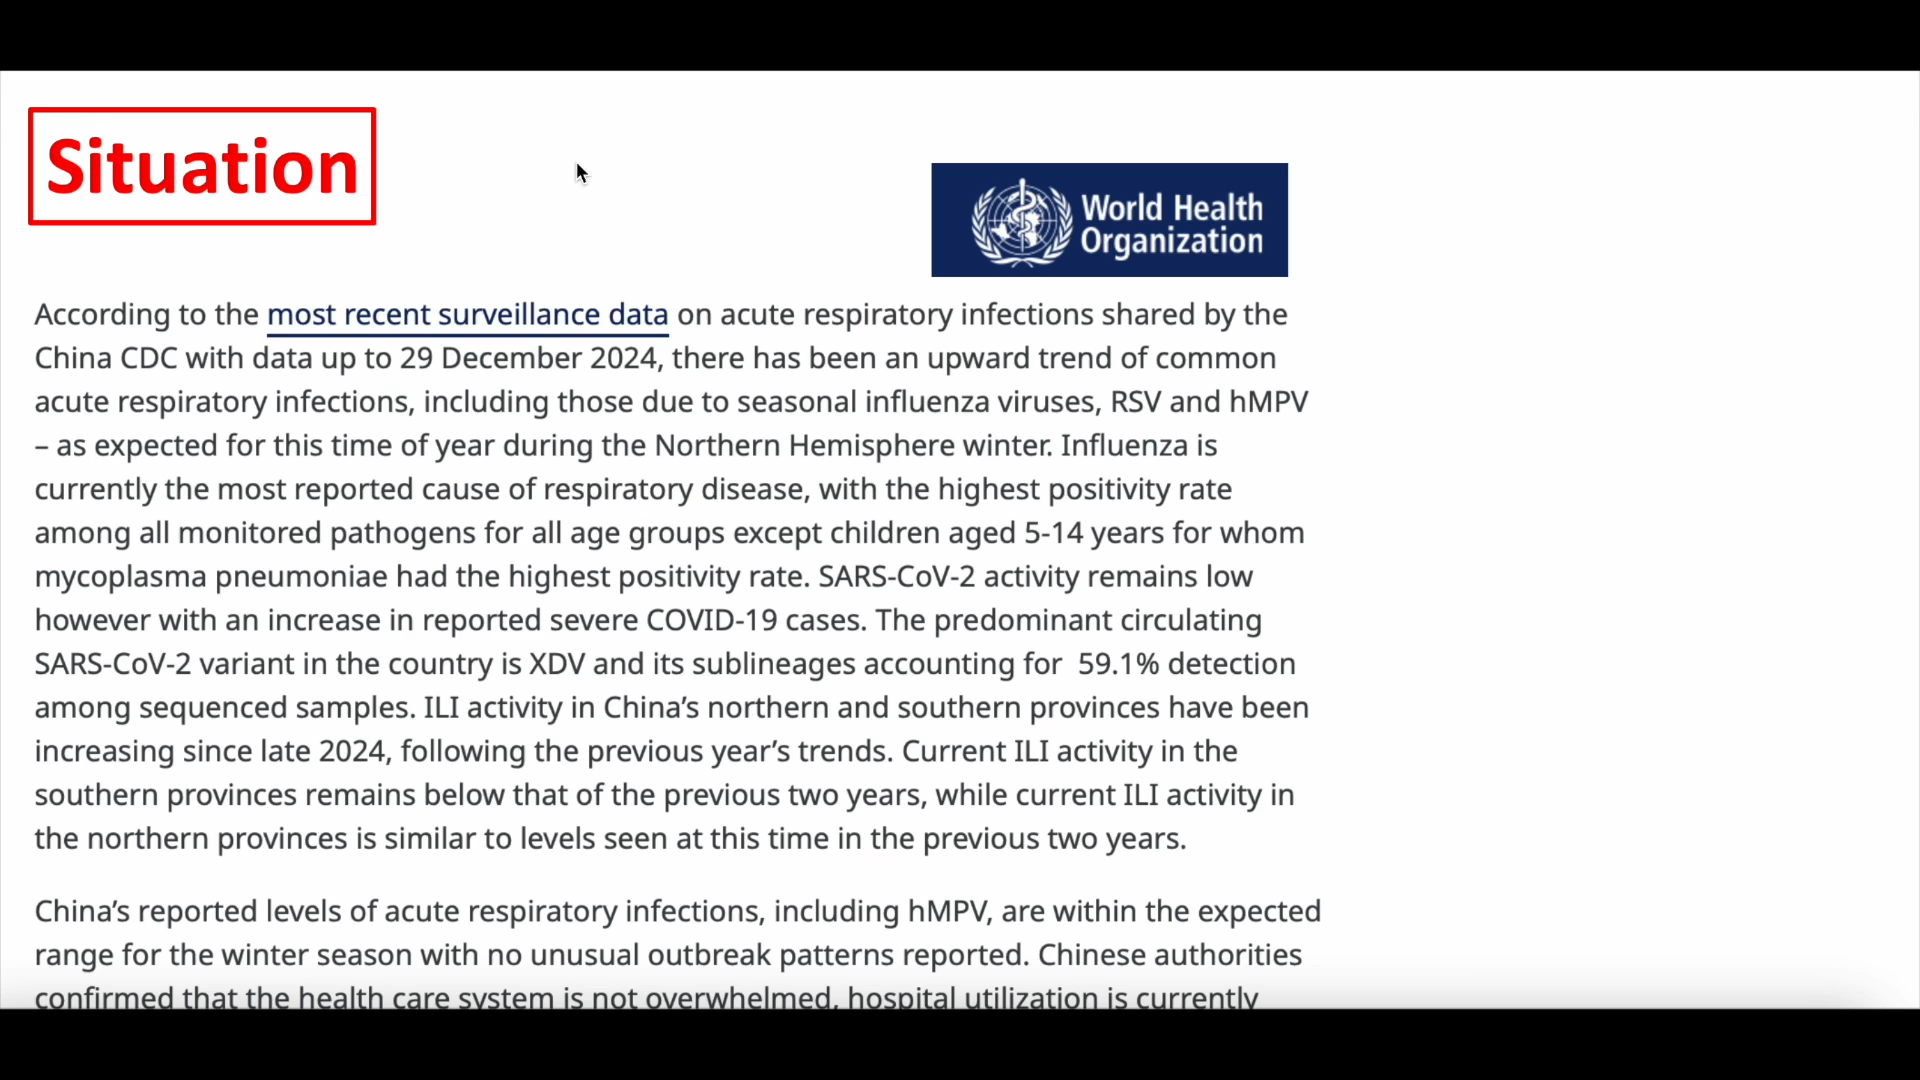 Situation
World Health
Organization
According to the most recent surveillance data on acute respiratory infections shared by the
China CDC with data up to 29 December 2024, there has been an upward trend of common
acute respiratory infections, including those due to seasonal influenza viruses, RSV and hMPV
– as expected for this time of year during the Northern Hemisphere winter. Influenza is
currently the most reported cause of respiratory disease, with the highest positivity rate
among all monitored pathogens for all age groups except children aged 5-14 years for whom
mycoplasma pneumoniae had the highest positivity rate. SARS-CoV-2 activity remains low
however with an increase in reported severe COVID-19 cases. The predominant circulating
SARS-CoV-2 variant in the country is XDV and its sublineages accounting for  59.1% detection
among sequenced samples. ILI activity in China’s northern and southern provinces have been
increasing since late 2024, following the previous year’s trends. Current ILI activity in the
southern provinces remains below that of the previous two years, while current ILI activity in
the northern provinces is similar to levels seen at this time in the previous two years.
China’s reported levels of acute respiratory infections, including hMPV, are within the expected
range for the winter season with no unusual outbreak patterns reported. Chinese authorities
confirmed that the health care system is not overwhelmed, hospital utilization is currently